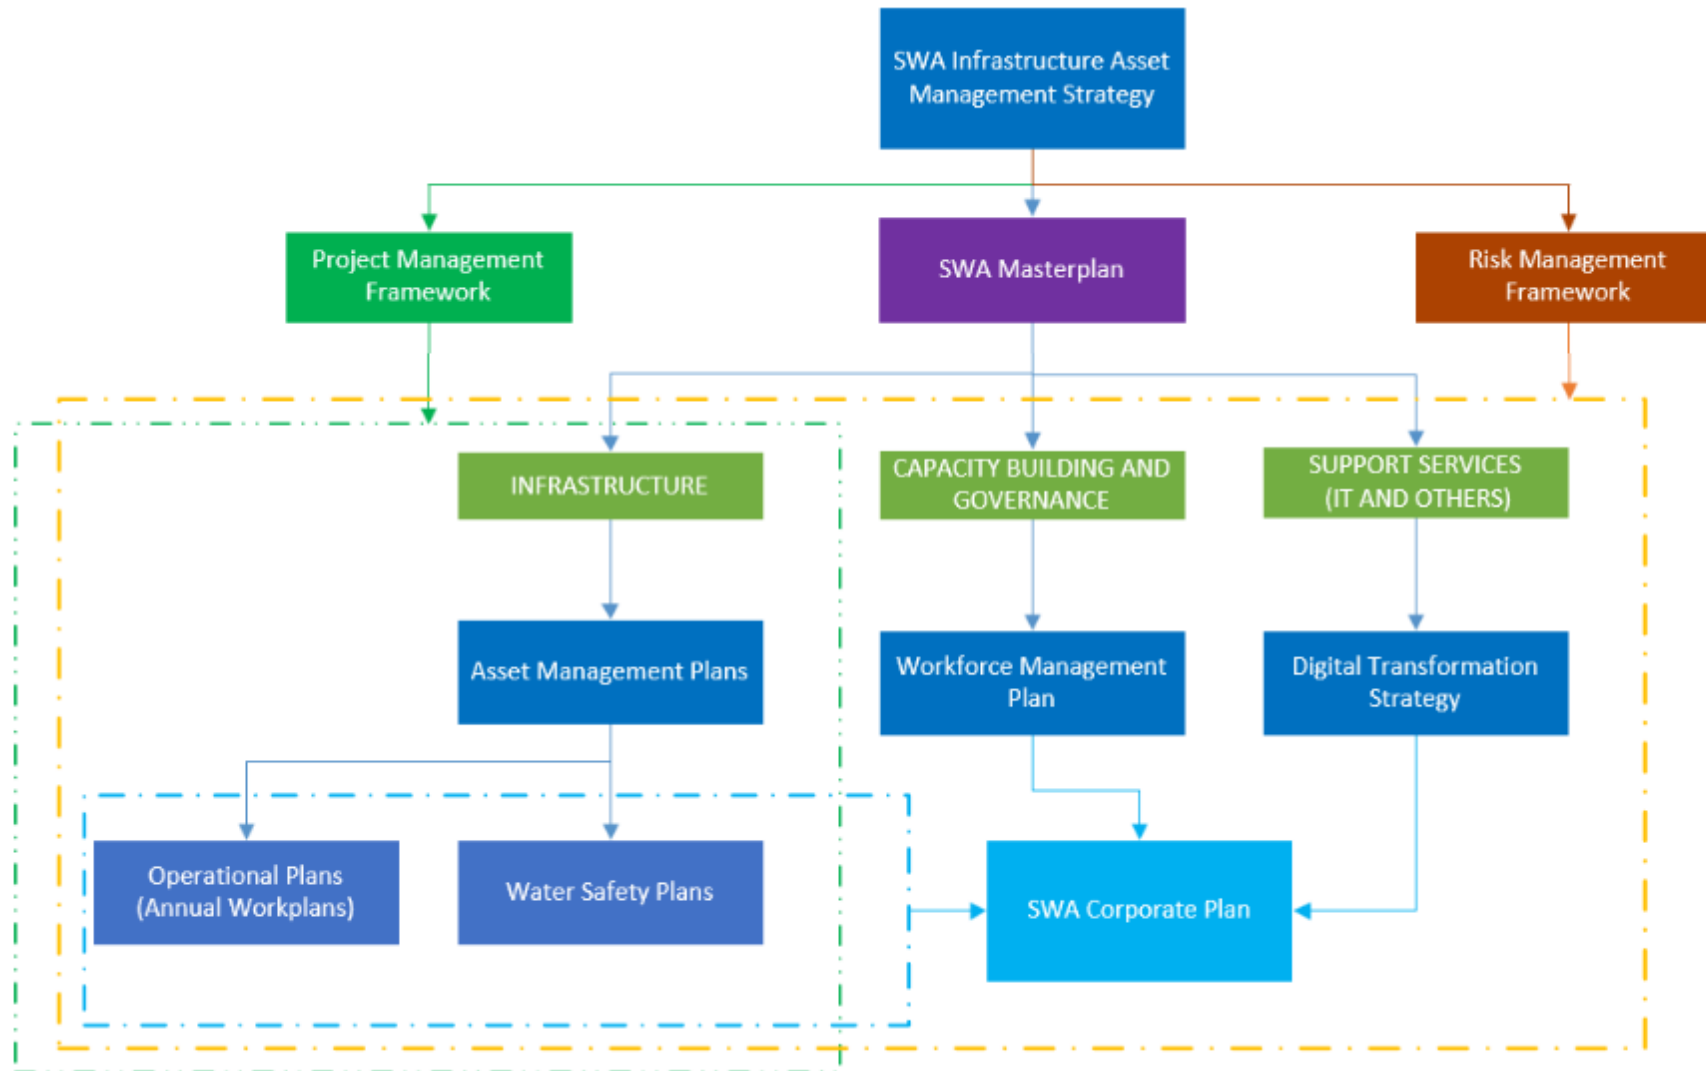 SWA Infrastructure Asset
Management Strategy
Project Management
Framework
SWA Masterplan
Risk Management
Framework
INFRASTRUCTURE
CAPACITY BUILDING AND
GOVERNANCE
SUPPORT SERVICES
(IT AND OTHERS)
Asset Management Plans
Workforce Management
Plan
Digital Transformation
Strategy
Operational Plans
(Annual Workplans)
Water Safety Plans
SWA Corporate Plan